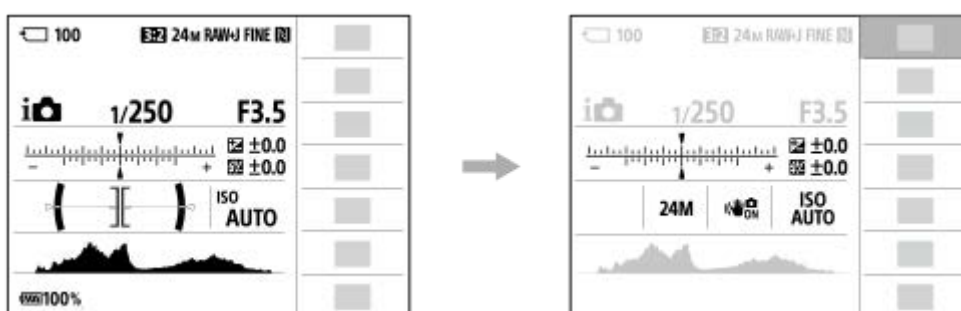 100 3:2 24M RAW+J FINE N
i 1/250 F3.5
±0.0
- + ±0.0
ISO
AUTO
100%
100 3:2 24M RAW+J FINE N
i 1/250 F3.5
±0.0
- + ±0.0
24M ON ISO
AUTO